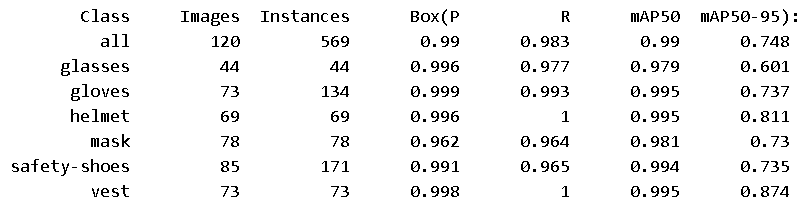 Class Images Instances Box(P R mAP50 mAP50-95):
all 120 569 0.99 0.983 0.99 0.748
glasses 44 44 0.996 0.977 0.979 0.601
gloves 73 134 0.999 0.993 0.995 0.737
helmet 69 69 0.996 1 0.995 0.811
mask 78 78 0.962 0.964 0.981 0.73
safety-shoes 85 171 0.991 0.965 0.994 0.735
vest 73 73 0.998 1 0.995 0.874